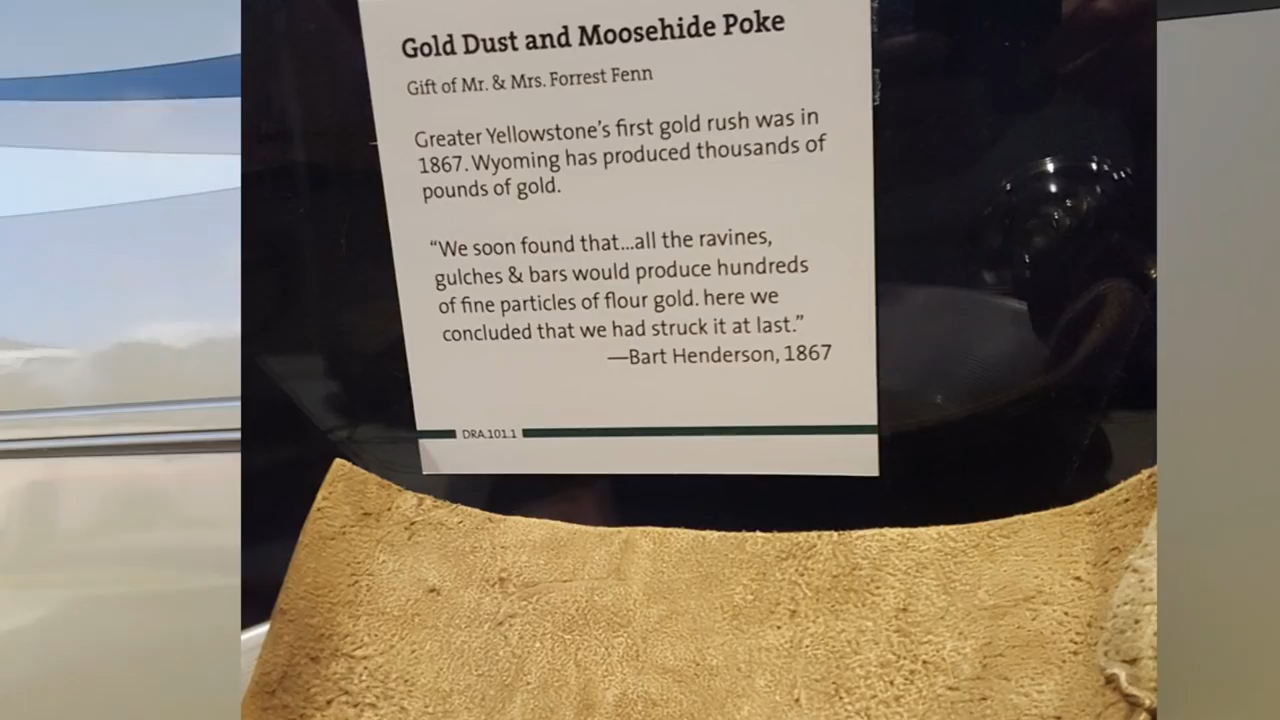 Gold Dust and Moosehide Poke
Gift of Mr. & Mrs. Forrest Fenn
Greater Yellowstone's first gold rush was in
1867. Wyoming has produced thousands of
pounds of gold.
“We soon found that...all the ravines,
gulches & bars would produce hundreds
of fine particles of flour gold. here we
concluded that we had struck it at last.”
—Bart Henderson, 1867
DRA.101.1